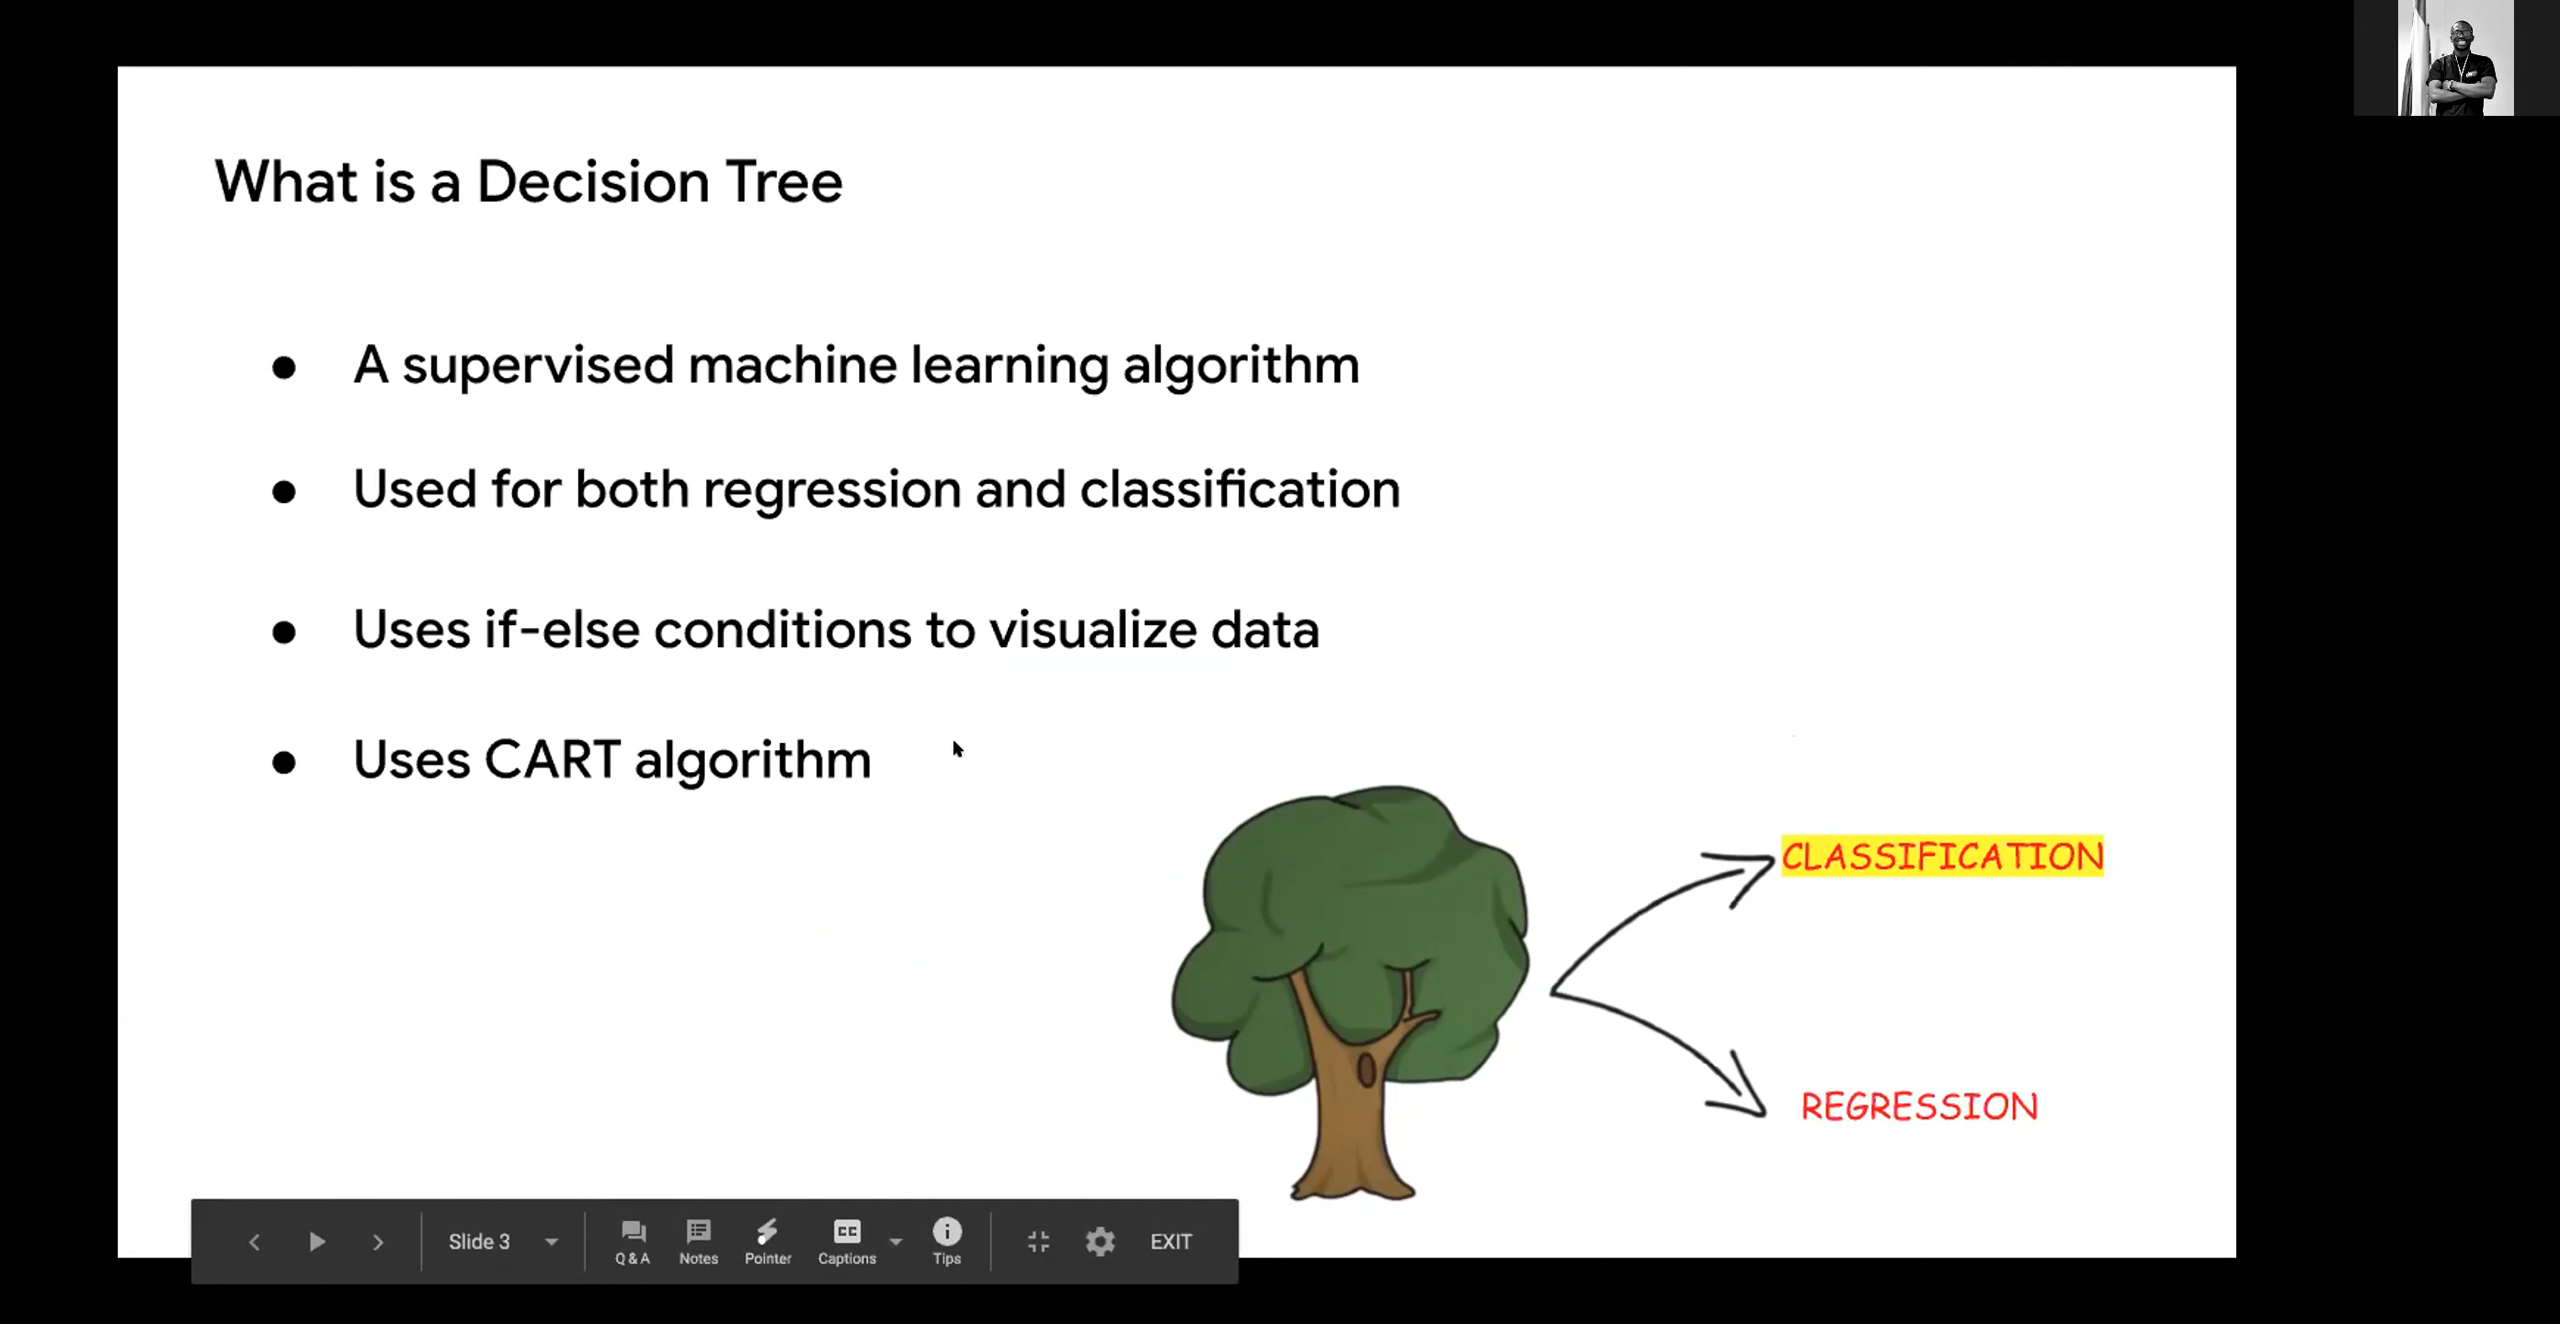 What is a Decision Tree
● A supervised machine learning algorithm
● Used for both regression and classification
● Uses if-else conditions to visualize data
● Uses CART algorithm
CLASSIFICATION
REGRESSION
Slide 3
Q & A
Notes
Pointer
CC
Captions
Tips
EXIT